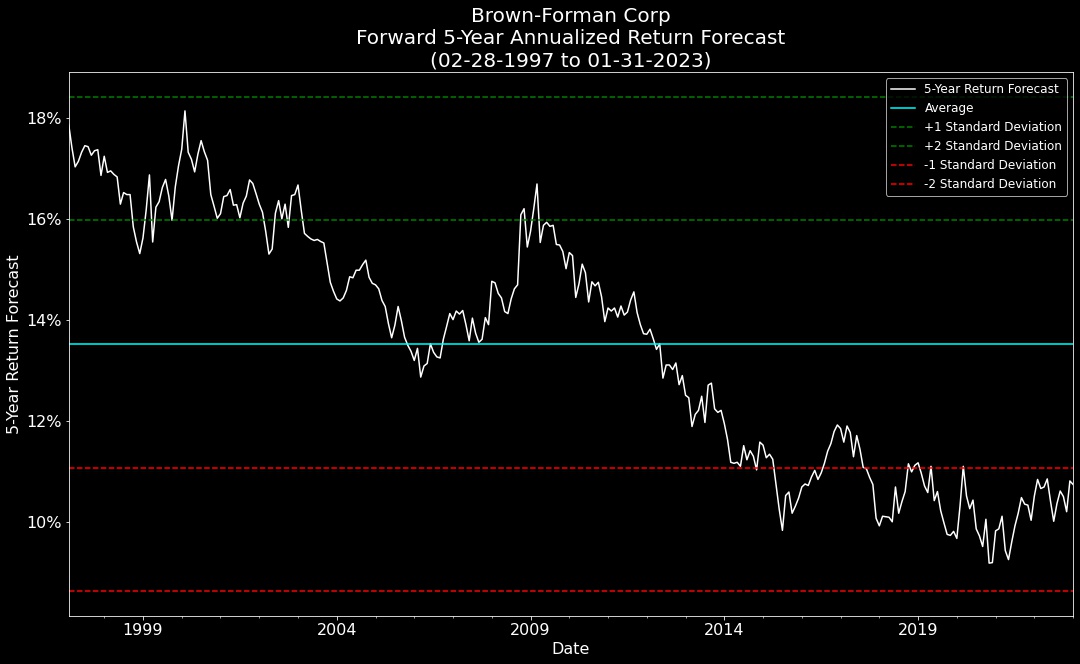 Brown-Forman Corp
Forward 5-Year Annualized Return Forecast
(02-28-1997 to 01-31-2023)
5-Year Return Forecast
Average
+1 Standard Deviation
+2 Standard Deviation
-1 Standard Deviation
-2 Standard Deviation
18%
16%
14%
12%
10%
5-Year Return Forecast
1999
2004
2009
2014
2019
Date